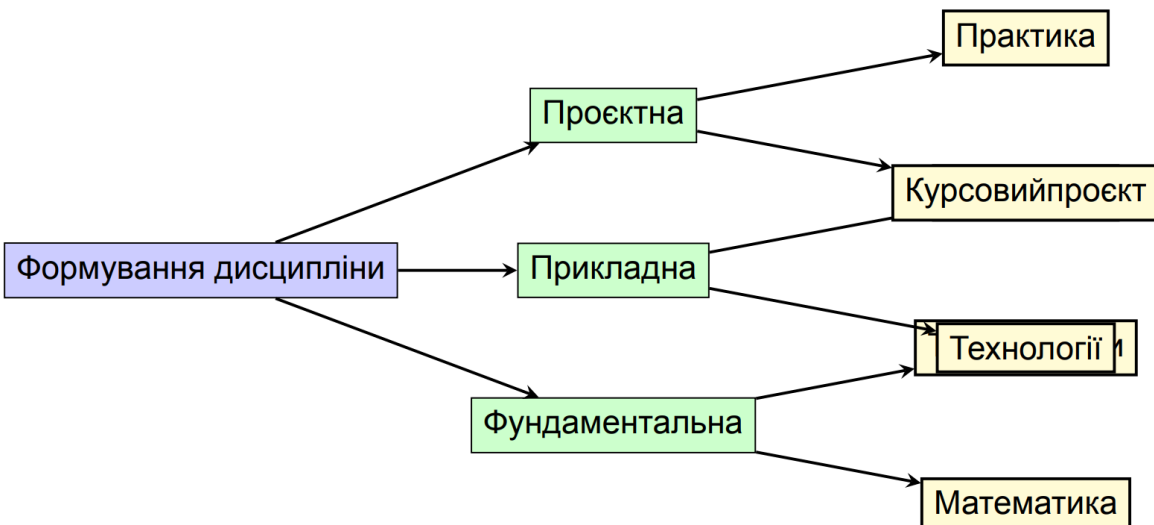 Практика
Проєктна
Курсовийпроєкт
Формування дисципліни
Прикладна
Технології
Фундаментальна
Математика